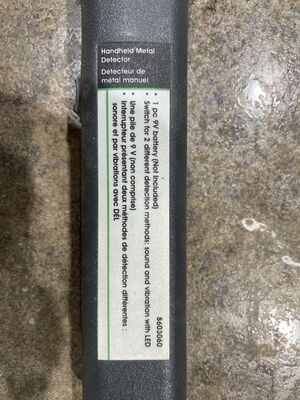 Handheld Metal
Detector
Détecteur de
métal manuel
8603060
• 1 pc 9V battery (Not Included)
• Switch for 2 different detection methods: sound and vibration with LED
• Une pile de 9 V (non comprise)
• Interrupteur présentant deux méthodes de détection différentes :
sonore et par vibrations avec DEL